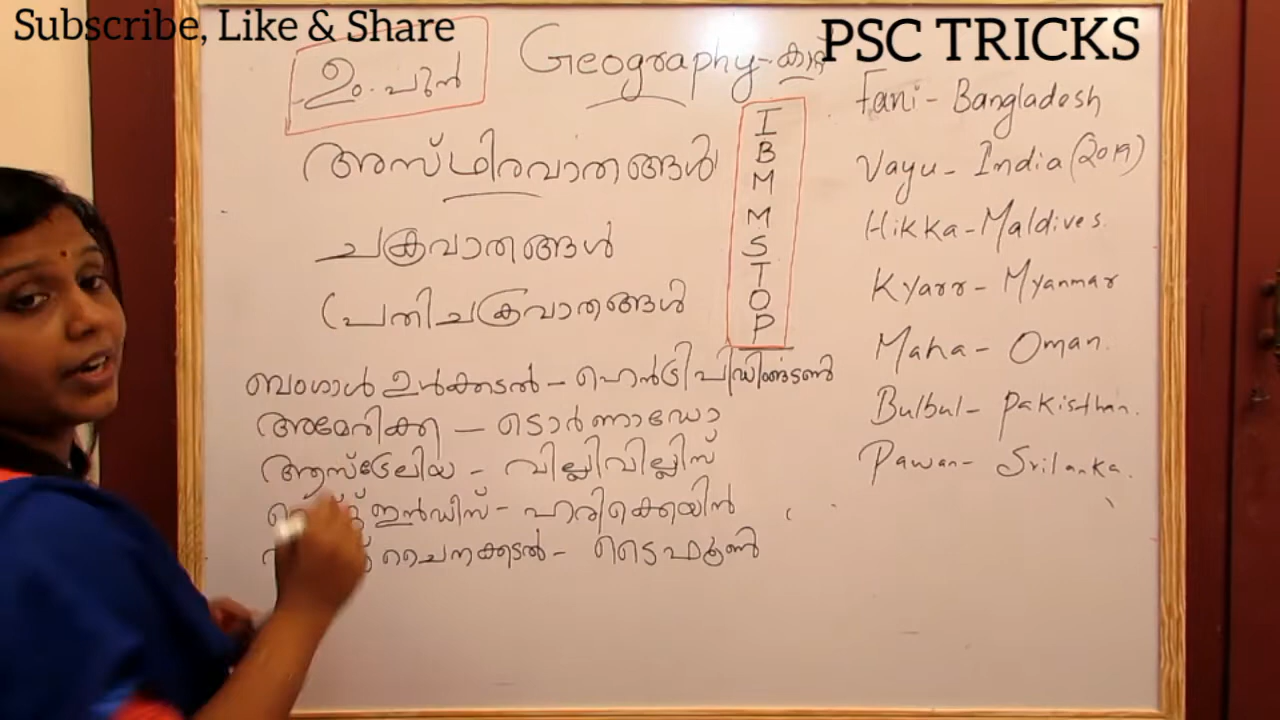 Subscribe, Like & Share
PSC TRICKS
ഉം.പുൻ
Geography - കാറ്റ്
അസ്ഥിരവാതങ്ങൾ
ചക്രവാതങ്ങൾ
പ്രതിചക്രവാതങ്ങൾ
I
B
M
M
S
T
O
P
ബംഗാൾ ഉൾക്കടൽ - ഹെൻട്രി പിഡിങ്ങ്ടൺ
അമേരിക്ക - ടൊർണാഡോ
ആസ്ട്രേലിയ - വില്ലിവില്ലിസ്
ഇൻഡീസ് - ഹരിക്കെയിൻ
ചൈനക്കടൽ - ടൈഫൂൺ
Fani - Bangladesh
Vayu - India (2019)
Hikka - Maldives.
Kyarr - Myanmar
Maha - Oman.
Bulbul - Pakisthan.
Pawan - Srilanka.